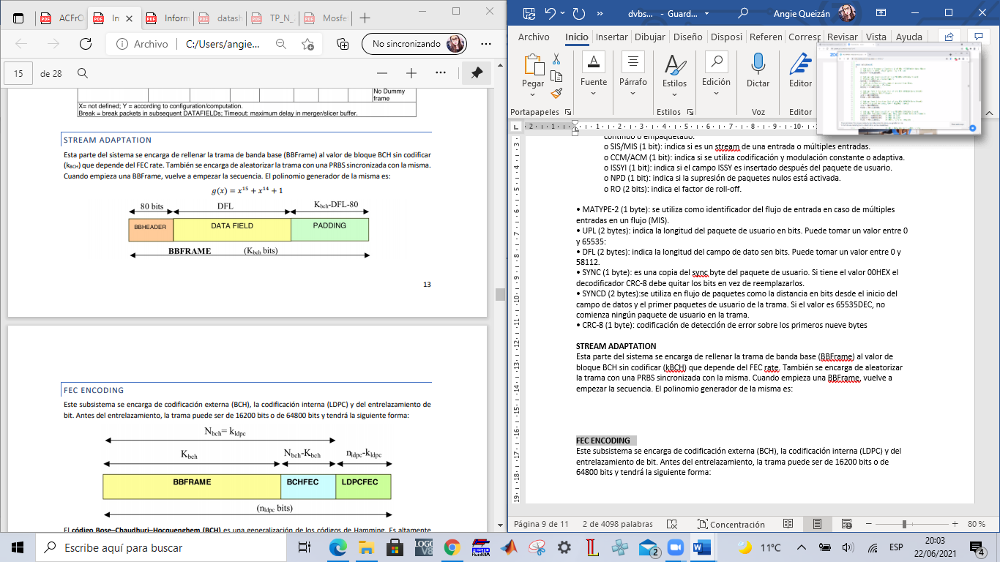 ACFrO
In
Inform
datash
TP_N_
Mosfe
Archivo
C:/Users/angie...
No sincronizando
15
de 28
No Dummy
frame
X= not defined; Y = according to configuration/computation.
Break = break packets in subsequent DATAFIELDs; Timeout: maximum delay in merger/slicer buffer.
STREAM ADAPTATION
Esta parte del sistema se encarga de rellenar la trama de banda base (BBFrame) al valor de bloque BCH sin codificar
(kBCH) que depende del FEC rate. También se encarga de aleatorizar la trama con una PRBS sincronizada con la misma.
Cuando empieza una BBFrame, vuelve a empezar la secuencia. El polinomio generador de la misma es:
g(x) = x¹⁵ + x¹⁴ + 1
80 bits
DFL
Kbch-DFL-80
BBHEADER
DATA FIELD
PADDING
BBFRAME
(Kbch bits)
13
FEC ENCODING
Este subsistema se encarga de codificación externa (BCH), la codificación interna (LDPC) y del entrelazamiento de
bit. Antes del entrelazamiento, la trama puede ser de 16200 bits o de 64800 bits y tendrá la siguiente forma:
Nbch= kldpc
Kbch
Nbch-Kbch
nldpc-kldpc
BBFRAME
BCHFEC
LDPCFEC
(nldpc bits)
El código Bose–Chaudhuri–Hocquenghem (BCH) es una generalización de los códigos de Hamming. Es altamente
dvbs... - Guard...
Angie Queizán
Archivo
Inicio
Insertar
Dibujar
Diseño
Disposi
Referen
Corresp
Revisar
Vista
Ayuda
Pegar
Fuente
Párrafo
Estilos
Edición
Dictar
Editor
Portapapeles
Estilos
Voz
Editor
continuo o empaquetado.
o SIS/MIS (1 bit): indica si es un stream de una entrada o múltiples entradas.
o CCM/ACM (1 bit): indica si se utiliza codificación y modulación constante o adaptiva.
o ISSYI (1 bit): indica si el campo ISSY es insertado después del paquete de usuario.
o NPD (1 bit): indica si la supresión de paquetes nulos está activada.
o RO (2 bits): indica el factor de roll-off.
• MATYPE-2 (1 byte): se utiliza como identificador del flujo de entrada en caso de múltiples
entradas en un flujo (MIS).
• UPL (2 bytes): indica la longitud del paquete de usuario en bits. Puede tomar un valor entre 0
y 65535:
• DFL (2 bytes): indica la longitud del campo de dato sen bits. Puede tomar un valor entre 0 y
58112.
• SYNC (1 byte): es una copia del sync byte del paquete de usuario. Si tiene el valor 00HEX el
decodificador CRC-8 debe quitar los bits en vez de reemplazarlos.
• SYNCD (2 bytes):se utiliza en flujo de paquetes como la distancia en bits desde el inicio del
campo de datos y el primer paquetes de usuario de la trama. Si el valor es 65535DEC, no
comienza ningún paquete de usuario en la trama.
• CRC-8 (1 byte): codificación de detección de error sobre los primeros nueve bytes
STREAM ADAPTATION
Esta parte del sistema se encarga de rellenar la trama de banda base (BBFrame) al valor de
bloque BCH sin codificar (kBCH) que depende del FEC rate. También se encarga de aleatorizar
la trama con una PRBS sincronizada con la misma. Cuando empieza una BBFrame, vuelve a
empezar la secuencia. El polinomio generador de la misma es:
FEC ENCODING
Este subsistema se encarga de codificación externa (BCH), la codificación interna (LDPC) y del
entrelazamiento de bit. Antes del entrelazamiento, la trama puede ser de 16200 bits o de
64800 bits y tendrá la siguiente forma:
Página 9 de 11
2 de 4098 palabras
Concentración
80 %
Escribe aquí para buscar
LOGO
V8
FESTO
2
11°C
ESP
20:03
22/06/2021
4